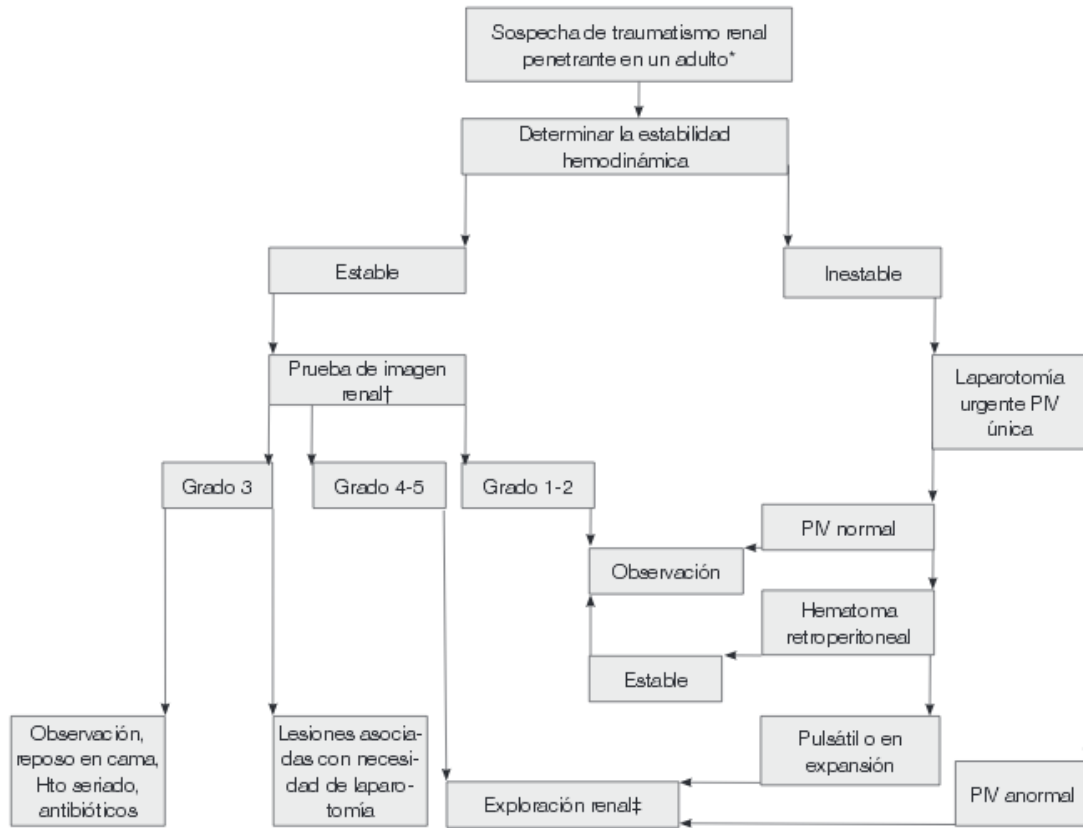 Sospecha de traumatismo renal
penetrante en un adulto*
Determinar la estabilidad
hemodinámica
Estable
Inestable
Prueba de imagen
renal†
Laparotomía
urgente PIV
única
Grado 3
Grado 4-5
Grado 1-2
PIV normal
Observación
Hematoma
retroperitoneal
Estable
Observación,
reposo en cama,
Hto seriado,
antibióticos
Lesiones asocia-
das con necesi-
dad de laparo-
tomía
Pulsátil o en
expansión
Exploración renal‡
PIV anormal